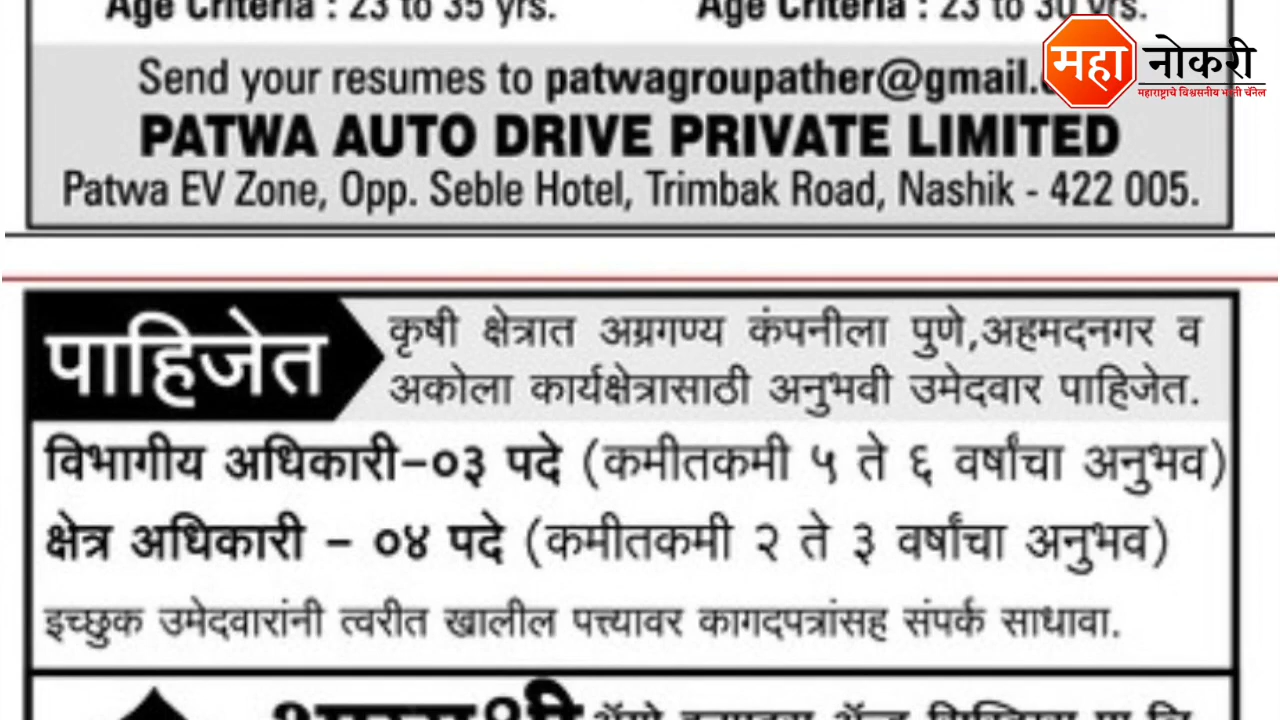 Age Criteria : 23 to 35 yrs. Age Criteria : 23 to 30 yrs.
Send your resumes to patwagroupather@gmail.
महा नोकरी
महाराष्ट्राचे विश्वसनीय भरती चॅनेल
PATWA AUTO DRIVE PRIVATE LIMITED
Patwa EV Zone, Opp. Seble Hotel, Trimbak Road, Nashik - 422 005.
पाहिजेत
कृषी क्षेत्रात अग्रगण्य कंपनीला पुणे,अहमदनगर व
अकोला कार्यक्षेत्रासाठी अनुभवी उमेदवार पाहिजेत.
विभागीय अधिकारी-०३ पदे (कमीतकमी ५ ते ६ वर्षांचा अनुभव)
क्षेत्र अधिकारी - ०४ पदे (कमीतकमी २ ते ३ वर्षांचा अनुभव)
इच्छुक उमेदवारांनी त्वरीत खालील पत्त्यावर कागदपत्रांसह संपर्क साधावा.